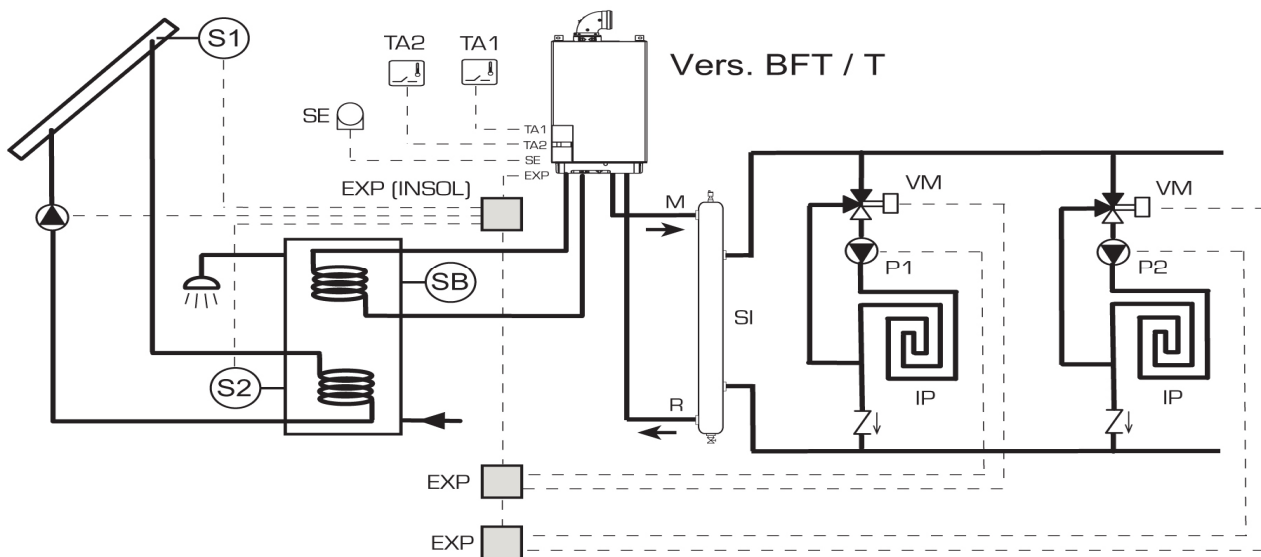 S1
TA2
TA1
Vers. BFT / T
SE
TA1
TA2
SE
EXP
EXP (INSOL)
M
VM
VM
SB
P1
P2
SI
S2
IP
IP
R
EXP
EXP